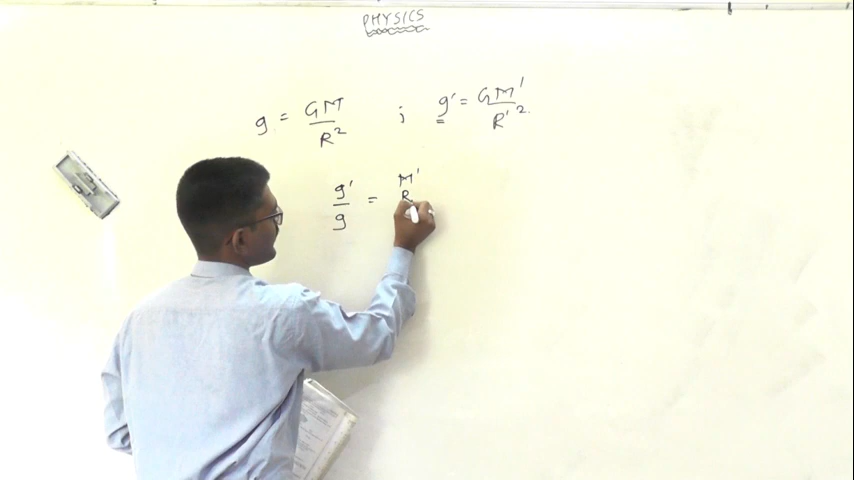 PHYSICS
g = GM/R² ; g' = GM'/R'²
g'/g = M'/R